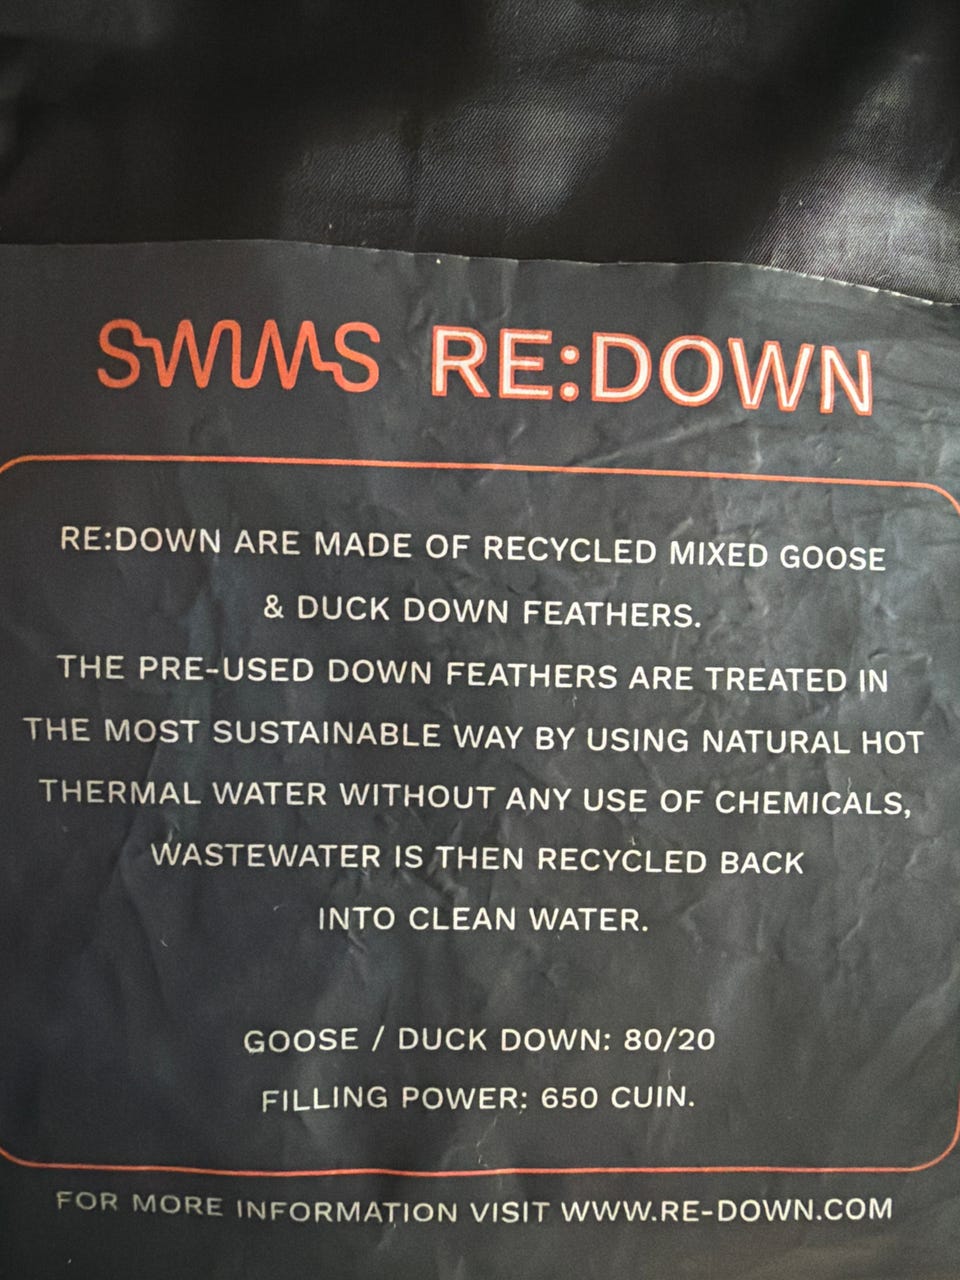 SWIMS RE:DOWN
RE:DOWN ARE MADE OF RECYCLED MIXED GOOSE
& DUCK DOWN FEATHERS.
THE PRE-USED DOWN FEATHERS ARE TREATED IN
THE MOST SUSTAINABLE WAY BY USING NATURAL HOT
THERMAL WATER WITHOUT ANY USE OF CHEMICALS,
WASTEWATER IS THEN RECYCLED BACK
INTO CLEAN WATER.
GOOSE / DUCK DOWN: 80/20
FILLING POWER: 650 CUIN.
FOR MORE INFORMATION VISIT WWW.RE-DOWN.COM